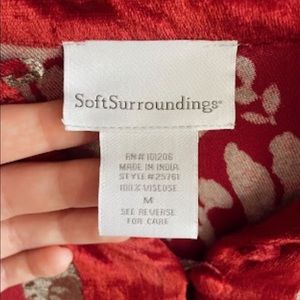 SoftSurroundings®
RN# 101206
MADE IN INDIA
STYLE# 25761
100% VISCOSE
M
SEE REVERSE
FOR CARE